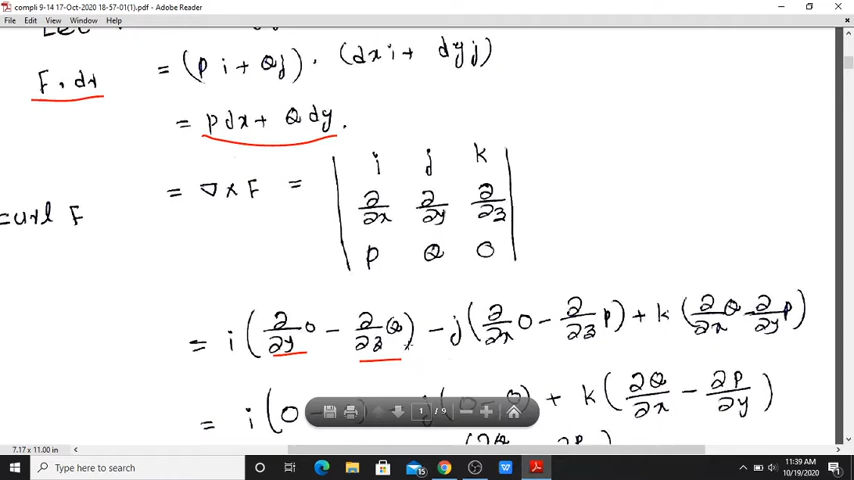 compli 9-14 17-Oct-2020 18-57-01(1).pdf - Adobe Reader
File Edit View Window Help
F. dr = (P i + Q j) . (dx i + dy j)
= P dx + Q dy.
curl F = ∇ x F = | i j k
∂/∂x ∂/∂y ∂/∂z
P Q 0 |
= i (∂/∂y 0 - ∂/∂z Q) - j (∂/∂x 0 - ∂/∂z P) + k (∂/∂x Q - ∂/∂y P)
= i (0 0) + k (∂Q/∂x - ∂P/∂y)
1 / 9
7.17 x 11.00 in
Type here to search
15
11:39 AM
10/19/2020